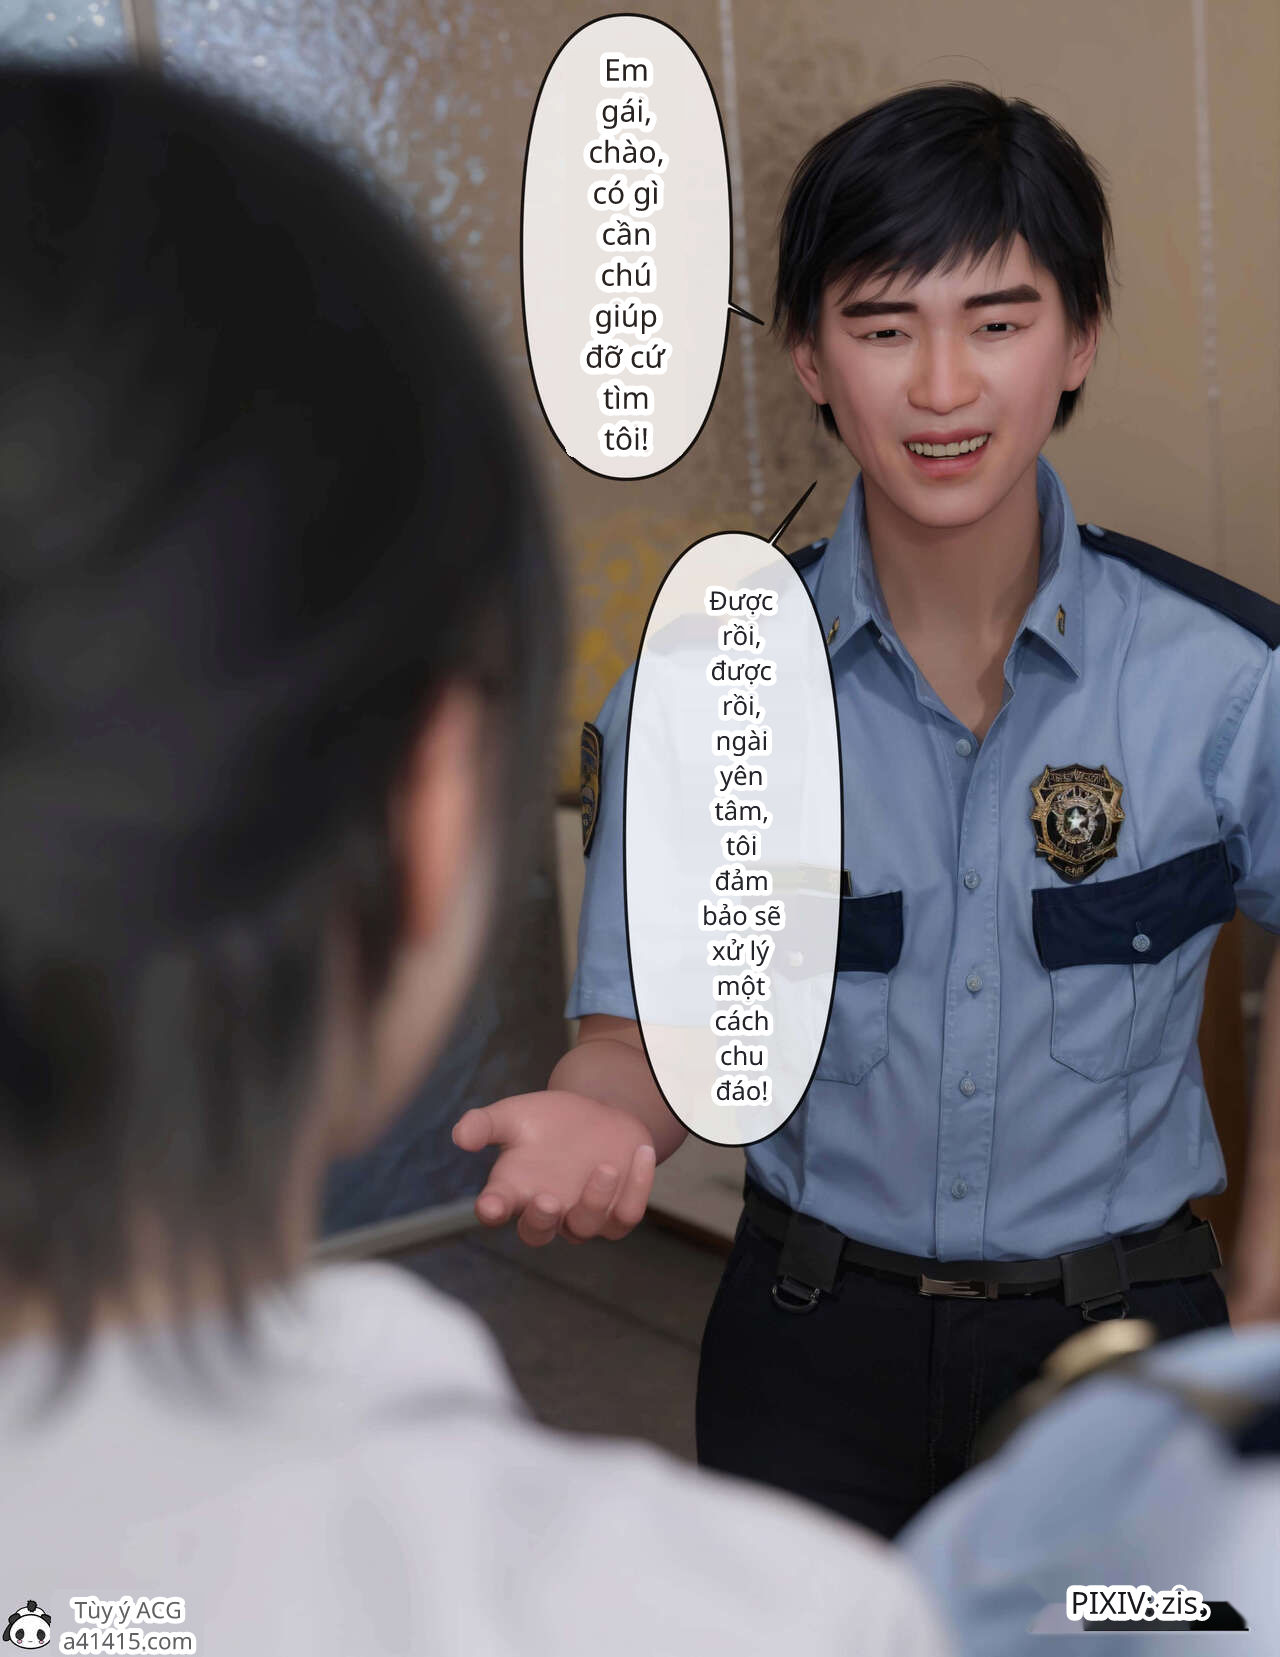 Em
gái,
chào,
có gì
cần
chú
giúp
đỡ cứ
tìm
tôi!
Được
rồi,
được
rồi,
ngài
yên
tâm,
tôi
đảm
bảo sẽ
xử lý
một
cách
chu
đáo!
Tùy ý ACG
a41415.com
PIXIV: zis.